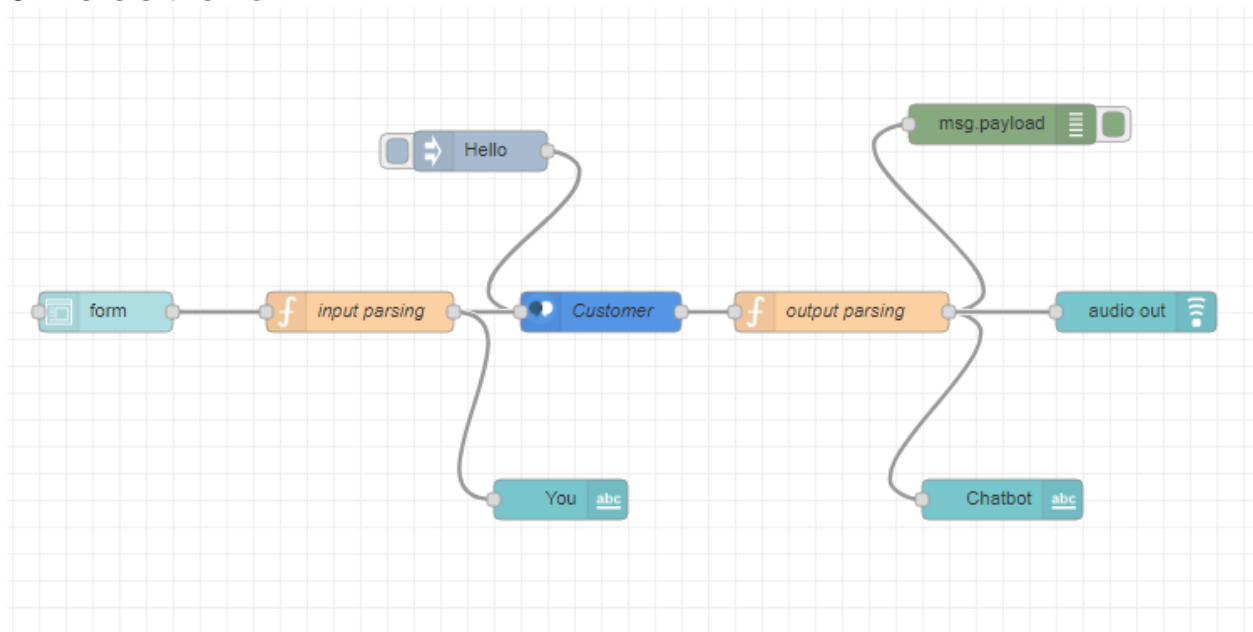 msg.payload
Hello
form
input parsing
Customer
output parsing
audio out
You
abc
Chatbot
abc